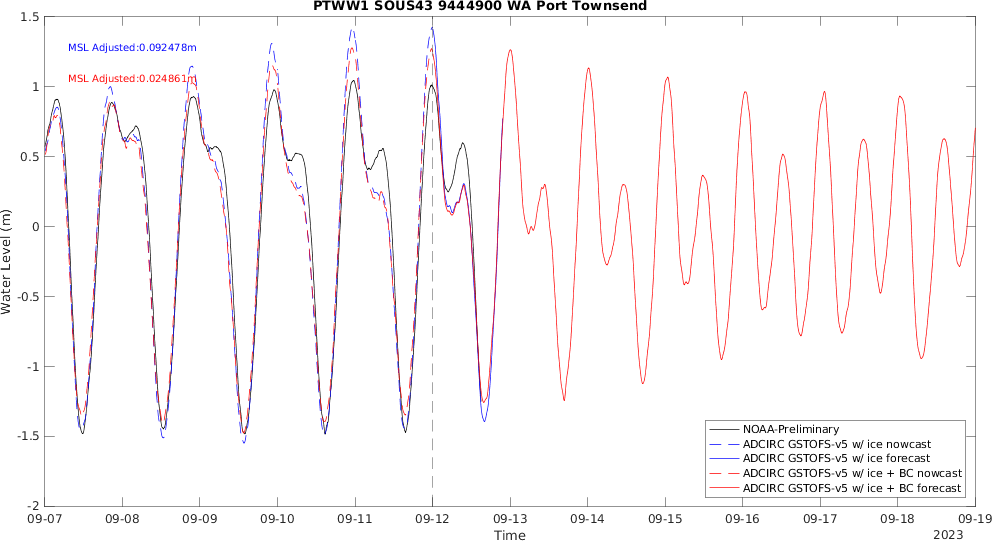 PTWW1 SOUS43 9444900 WA Port Townsend
MSL Adjusted:0.092478m
MSL Adjusted:0.024861m
Water Level (m)
1.5
1
0.5
0
-0.5
-1
-1.5
-2
NOAA-Preliminary
ADCIRC GSTOFS-v5 w/ ice nowcast
ADCIRC GSTOFS-v5 w/ ice forecast
ADCIRC GSTOFS-v5 w/ ice + BC nowcast
ADCIRC GSTOFS-v5 w/ ice + BC forecast
09-07 09-08 09-09 09-10 09-11 09-12 09-13 09-14 09-15 09-16 09-17 09-18 09-19
Time
2023